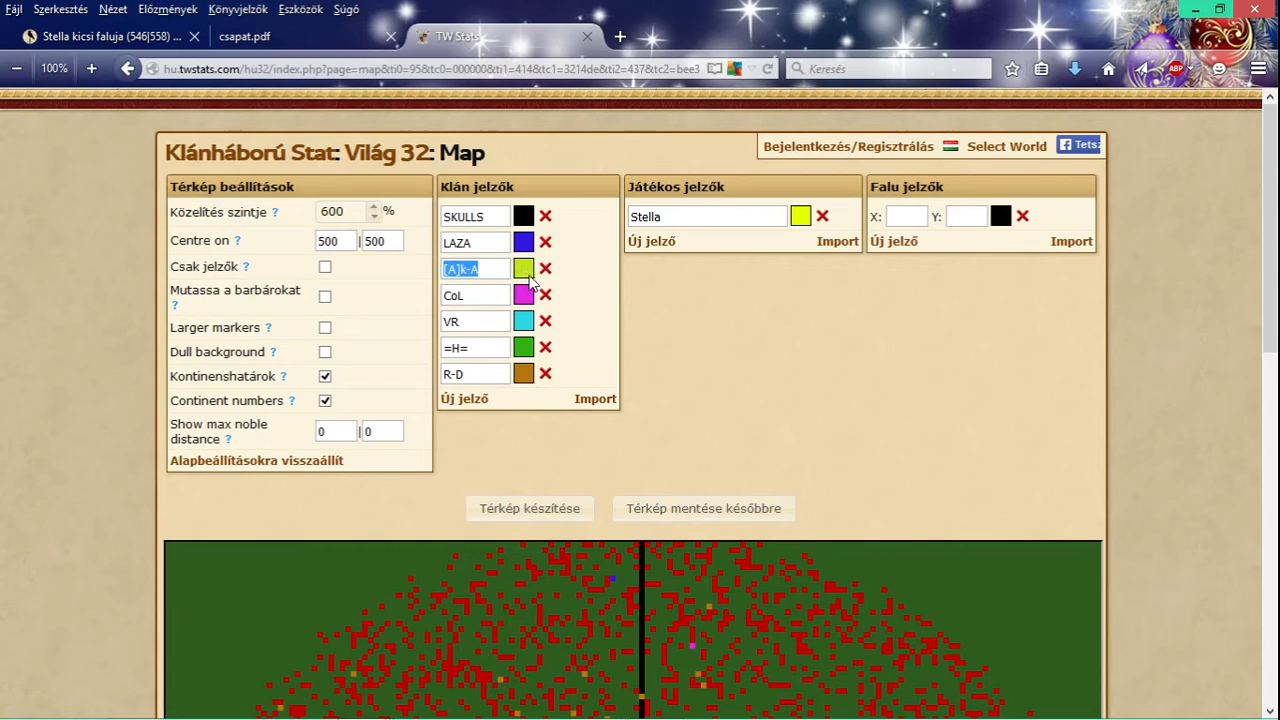 Fájl Szerkesztés Nézet Előzmények Könyvjelzők Eszközök Súgó
Stella kicsi faluja (546|558) ... csapat.pdf TW Stats
100% hu.twstats.com/hu32/index.php?page=map&ti0=95&tc0=000000&ti1=414&tc1=3214de&ti2=437&tc2=bee3 Keresés ABP
Klánháború Stat: Világ 32: Map
Bejelentkezés/Regisztrálás Select World Tetsz
Térkép beállítások
Közelítés szintje ? 600 %
Centre on ? 500 | 500
Csak jelzők ?
Mutassa a barbárokat
?
Larger markers ?
Dull background ?
Kontinenshatárok ?
Continent numbers ?
Show max noble
distance ? 0 | 0
Alapbeállításokra visszaállít
Klán jelzők
SKULLS
LAZA
[A]k-A
CoL
VR
=H=
R-D
Új jelző Import
Játékos jelzők
Stella
Új jelző Import
Falu jelzők
X: Y:
Új jelző Import
Térkép készítése Térkép mentése későbbre